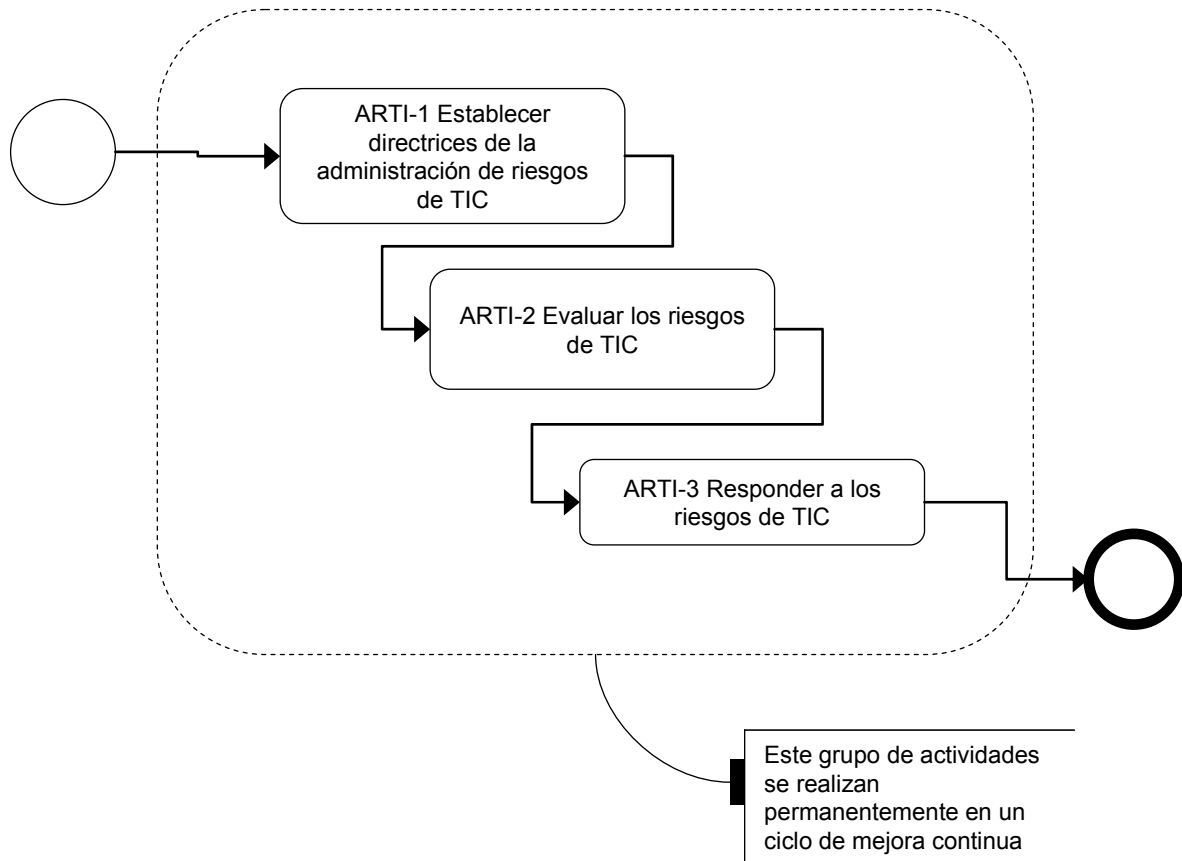 ARTI-1 Establecer
directrices de la
administración de riesgos
de TIC
ARTI-2 Evaluar los riesgos
de TIC
ARTI-3 Responder a los
riesgos de TIC
Este grupo de actividades
se realizan
permanentemente en un
ciclo de mejora continua